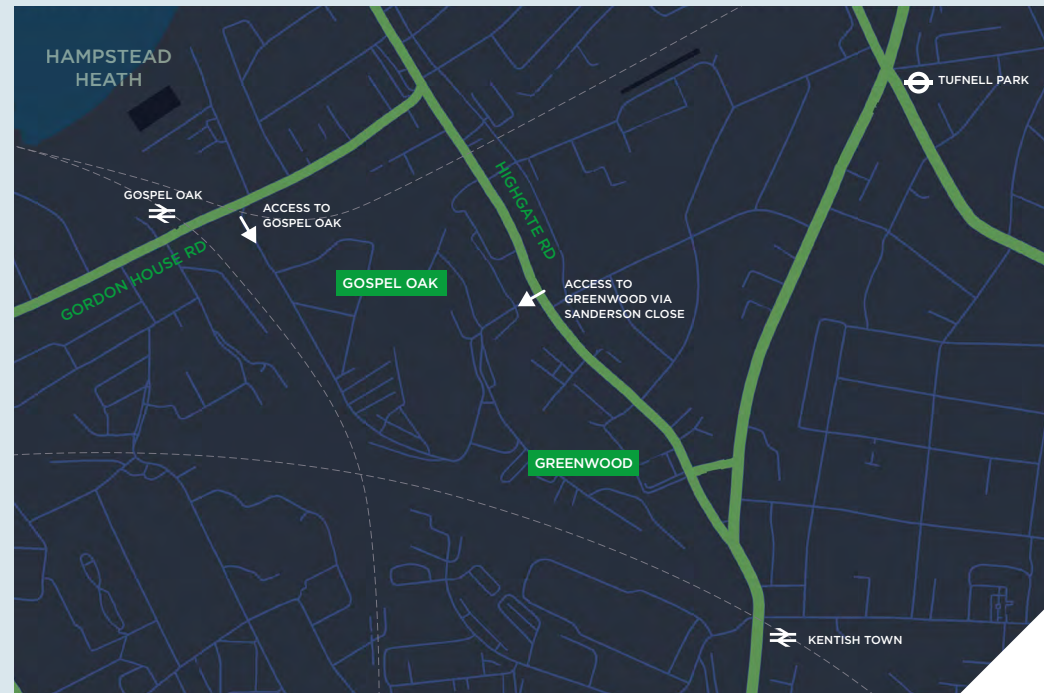 HAMPSTEAD
HEATH
TUFNELL PARK
GOSPEL OAK
ACCESS TO
GOSPEL OAK
HIGHGATE RD
GORDON HOUSE RD
GOSPEL OAK
ACCESS TO
GREENWOOD VIA
SANDERSON CLOSE
GREENWOOD
KENTISH TOWN